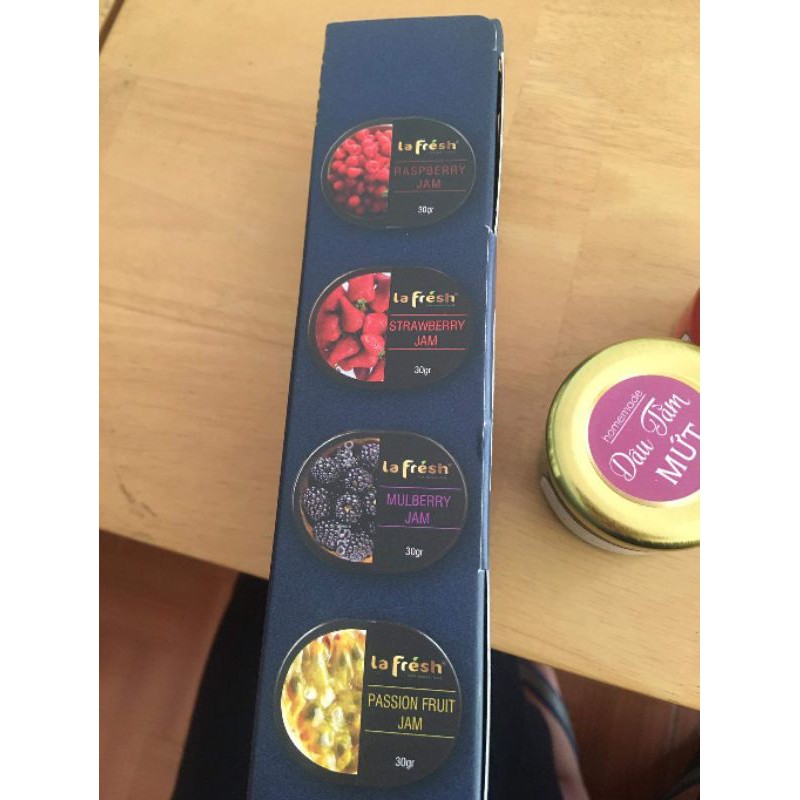 la frésh
RASPBERRY
JAM
30gr
la frésh
STRAWBERRY
JAM
30gr
la frésh
MULBERRY
JAM
30gr
la frésh
PASSION FRUIT
JAM
30gr
homemade
Dâu Tằm
MỨT